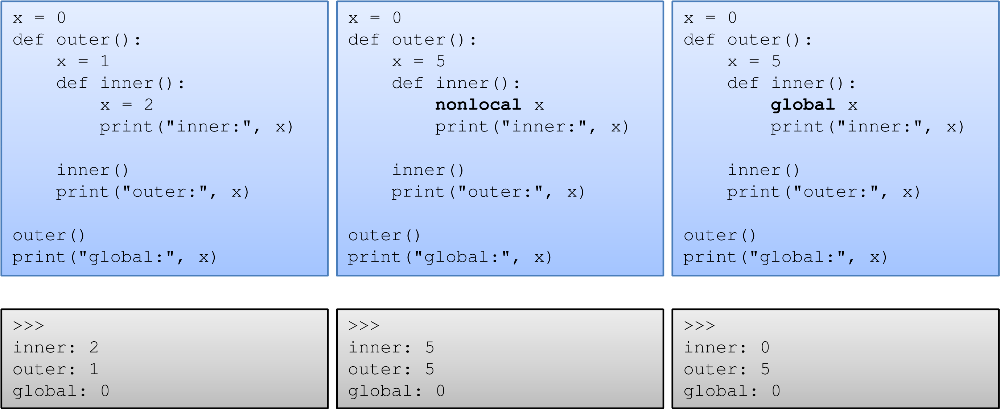 x = 0
def outer():
    x = 1
    def inner():
        x = 2
        print("inner:", x)

    inner()
    print("outer:", x)

outer()
print("global:", x)

x = 0
def outer():
    x = 5
    def inner():
        nonlocal x
        print("inner:", x)

    inner()
    print("outer:", x)

outer()
print("global:", x)

x = 0
def outer():
    x = 5
    def inner():
        global x
        print("inner:", x)

    inner()
    print("outer:", x)

outer()
print("global:", x)

>>>
inner: 2
outer: 1
global: 0

>>>
inner: 5
outer: 5
global: 0

>>>
inner: 0
outer: 5
global: 0